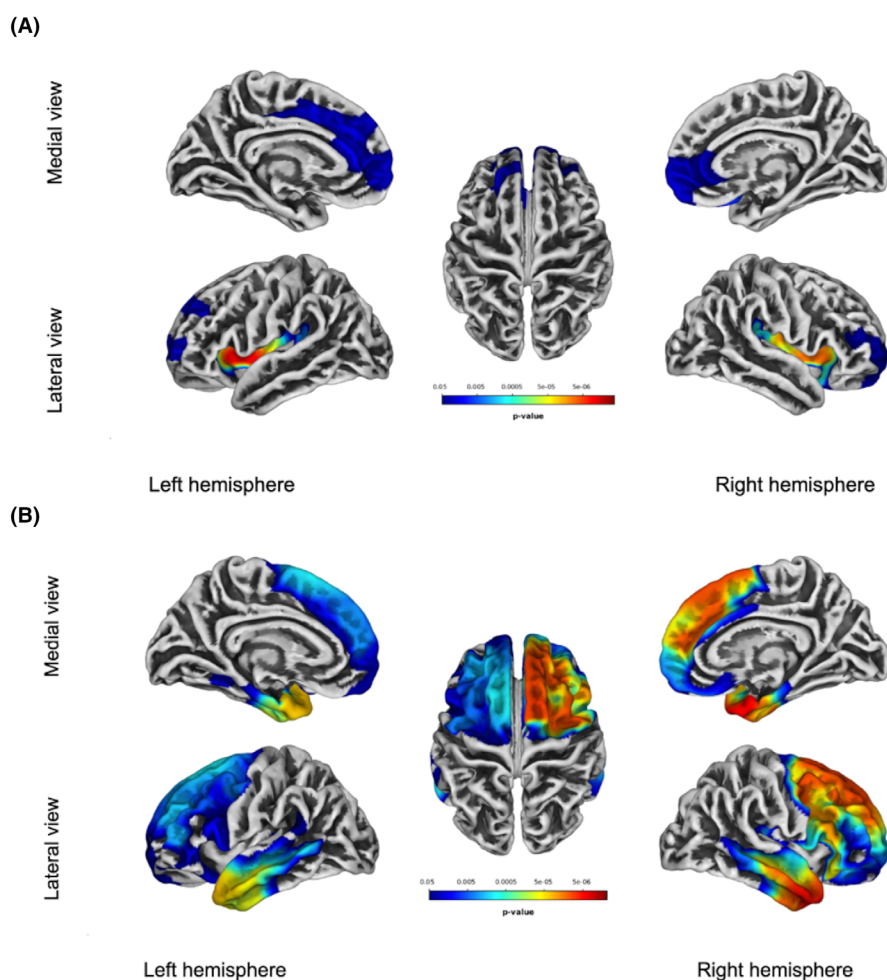 (A)
Medial view
Lateral view
0.05 0.005 0.0005 5e-05 5e-06
p-value
Left hemisphere
Right hemisphere
(B)
Medial view
Lateral view
0.05 0.005 0.0005 5e-05 5e-06
p-value
Left hemisphere
Right hemisphere